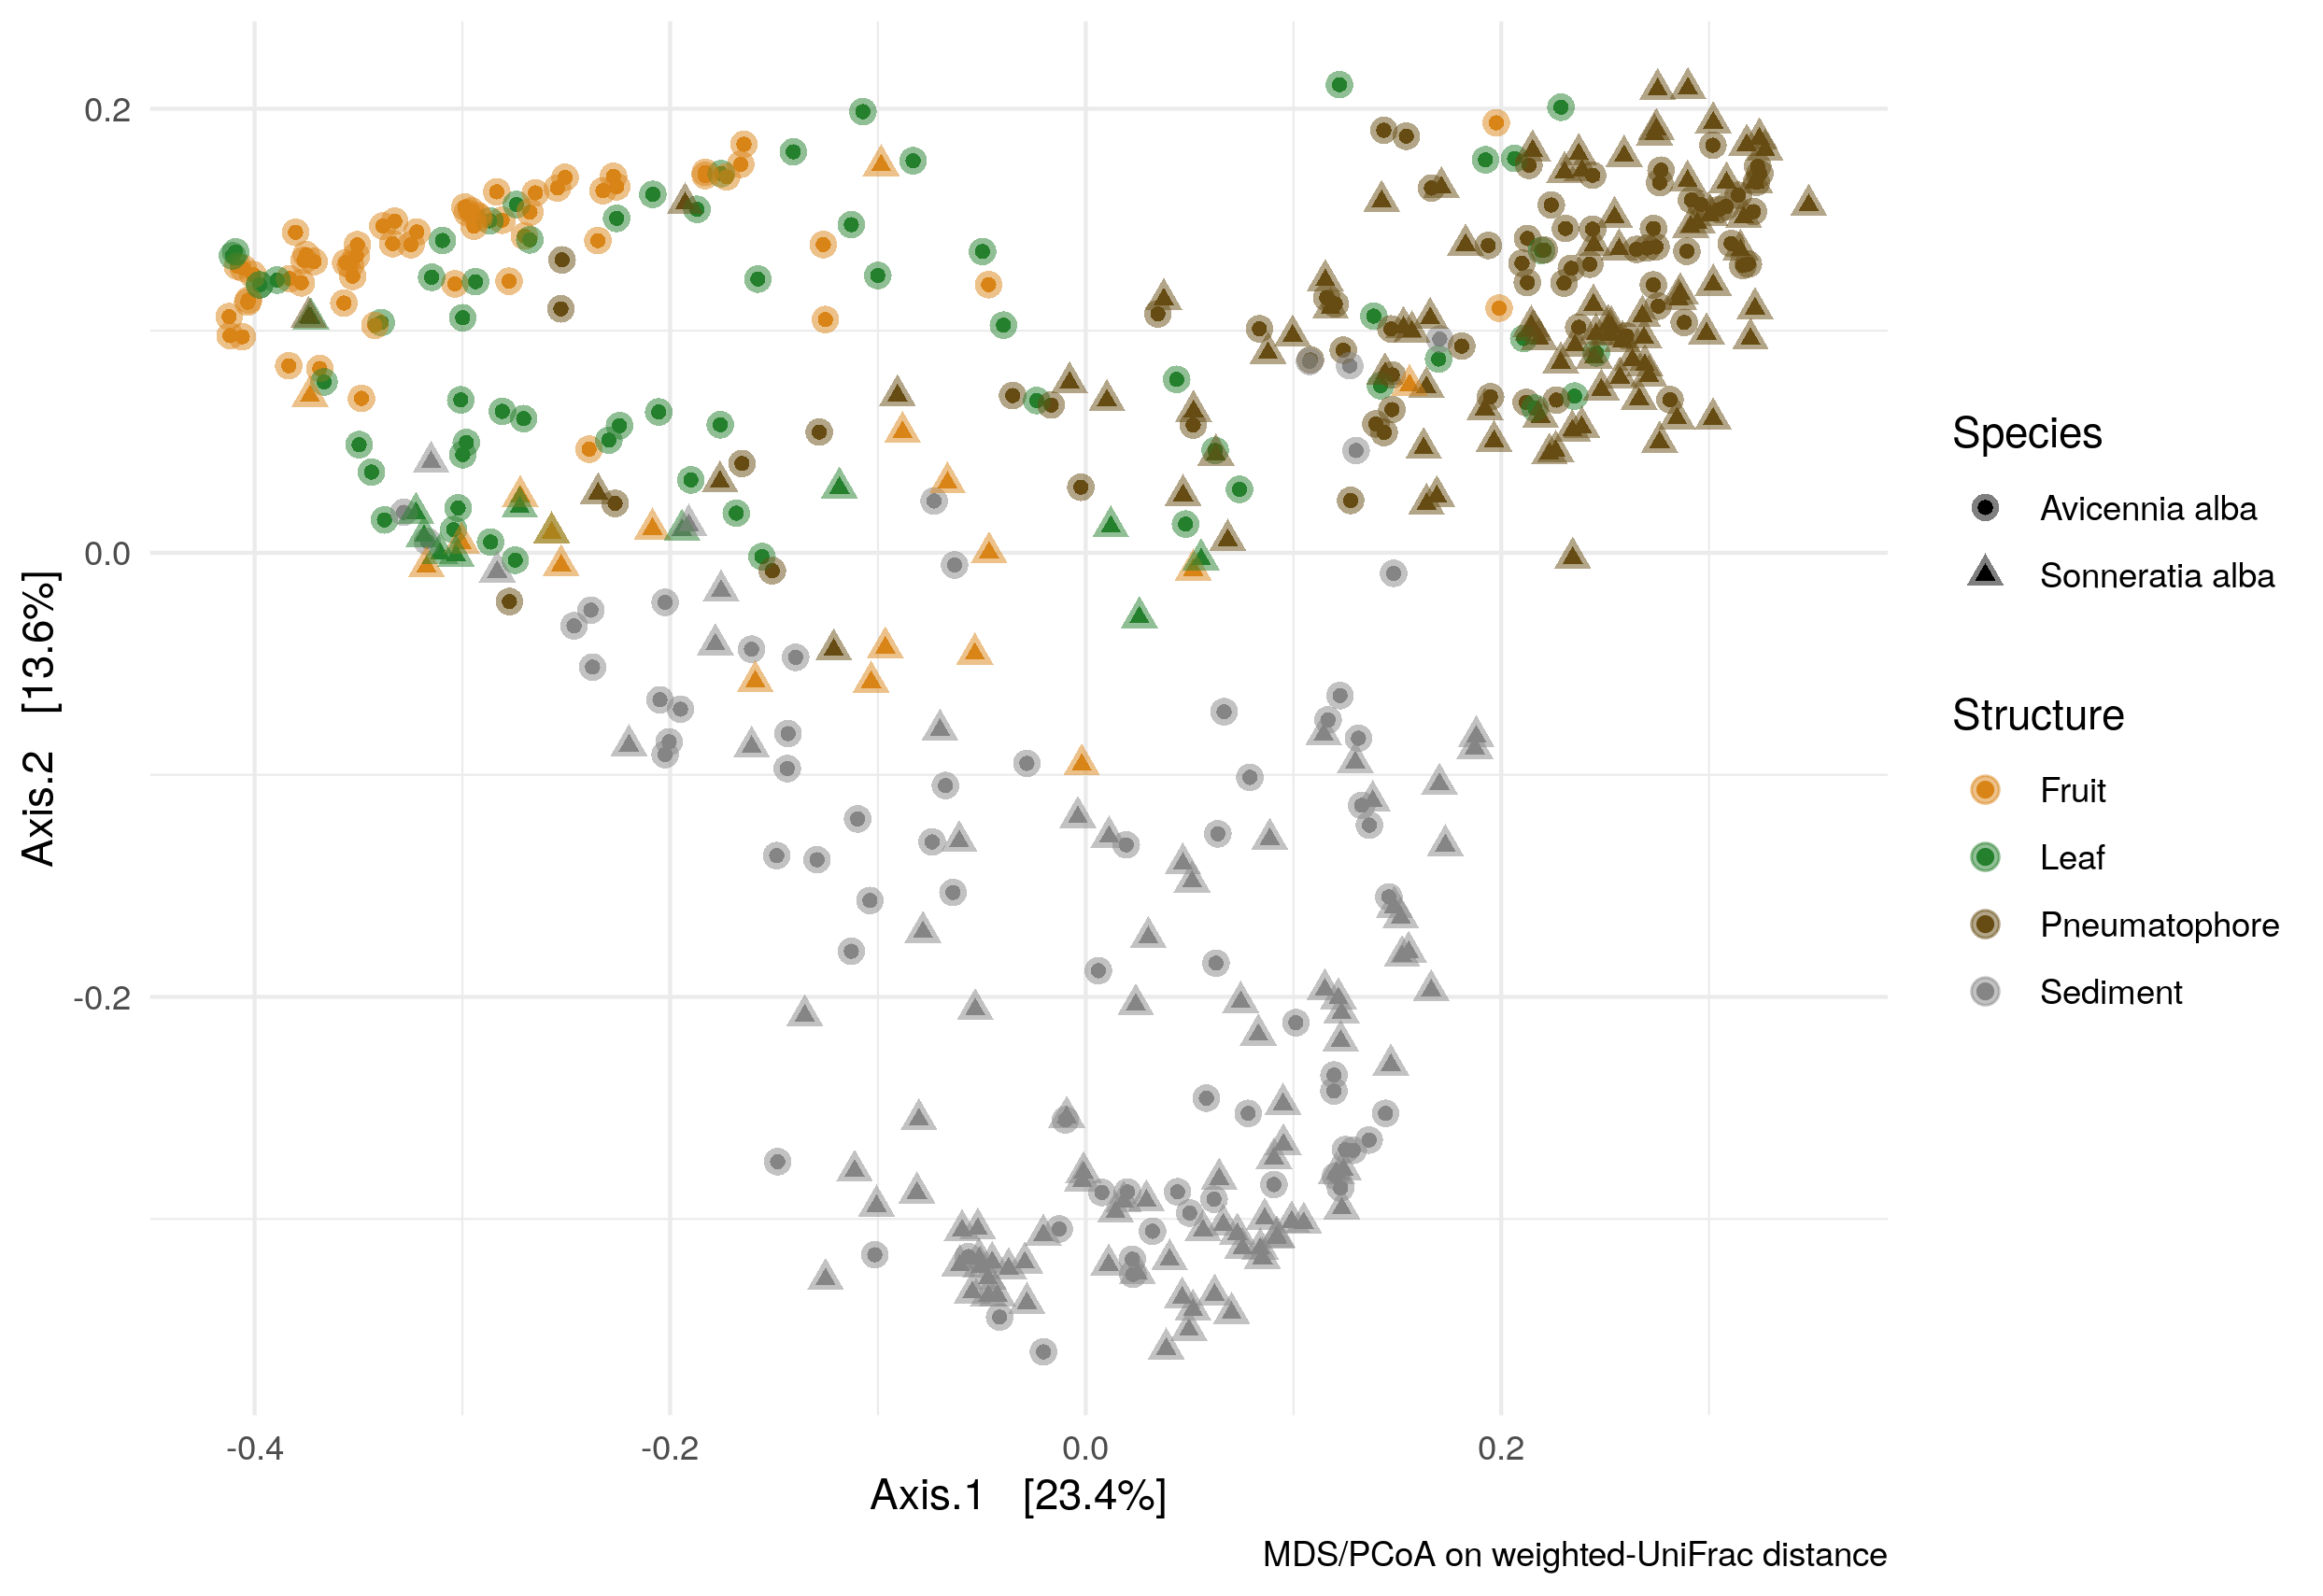 0.2
0.0
-0.2
Axis.2 [13.6%]
-0.4
-0.2
0.0
0.2
Axis.1 [23.4%]
MDS/PCoA on weighted-UniFrac distance
Species
Avicennia alba
Sonneratia alba
Structure
Fruit
Leaf
Pneumatophore
Sediment